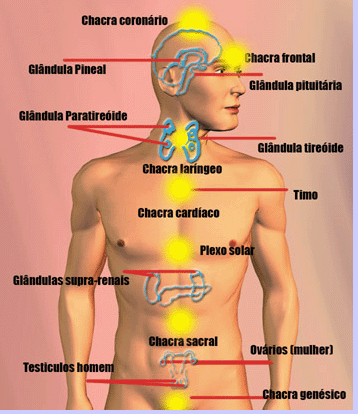 Chacra coronário
Chacra frontal
Glândula Pineal
Glândula pituitária
Glândula Paratireóide
Glândula tireóide
Chacra laríngeo
Timo
Chacra cardíaco
Plexo solar
Glândulas supra-renais
Chacra sacral
Ovários (mulher)
Testiculos homem
Chacra genésico